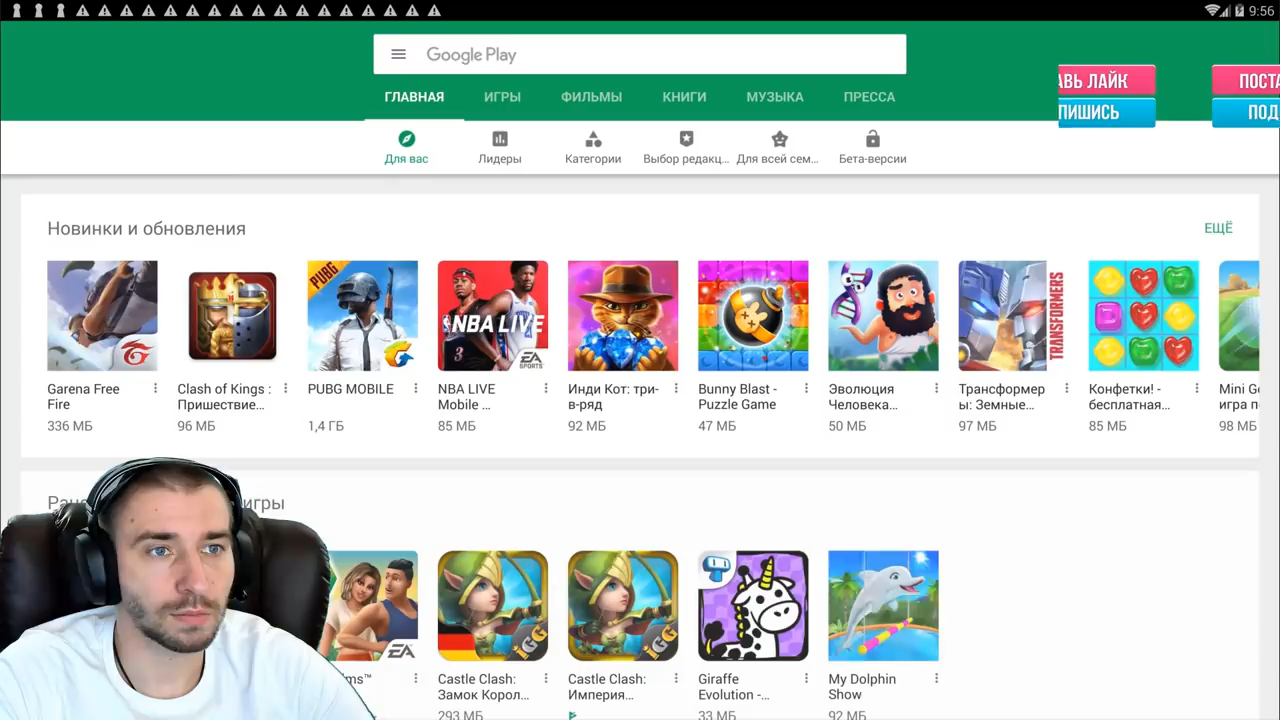 9:56
Google Play
ГЛАВНАЯ ИГРЫ ФИЛЬМЫ КНИГИ МУЗЫКА ПРЕССА
АВЬ ЛАЙК ПОСТА
ПИШИСЬ ПОД
Для вас Лидеры Категории Выбор редакц... Для всей сем... Бета-версии
Новинки и обновления ЕЩЁ
PUBG
NBA LIVE
EA SPORTS
TRANSFORMERS
Garena Free Clash of Kings : PUBG MOBILE NBA LIVE Инди Кот: три- Bunny Blast - Эволюция Трансформер Конфетки! - Mini G
Fire Пришествие... Mobile ... в-ряд Puzzle Game Человека... ы: Земные... бесплатная... игра п
336 МБ 96 МБ 1,4 ГБ 85 МБ 92 МБ 47 МБ 50 МБ 97 МБ 85 МБ 98 МБ
игры
EA IGG IGG
ms™ Castle Clash: Castle Clash: Giraffe My Dolphin
Замок Корол... Империя... Evolution -... Show
293 МБ 33 МБ 92 МБ